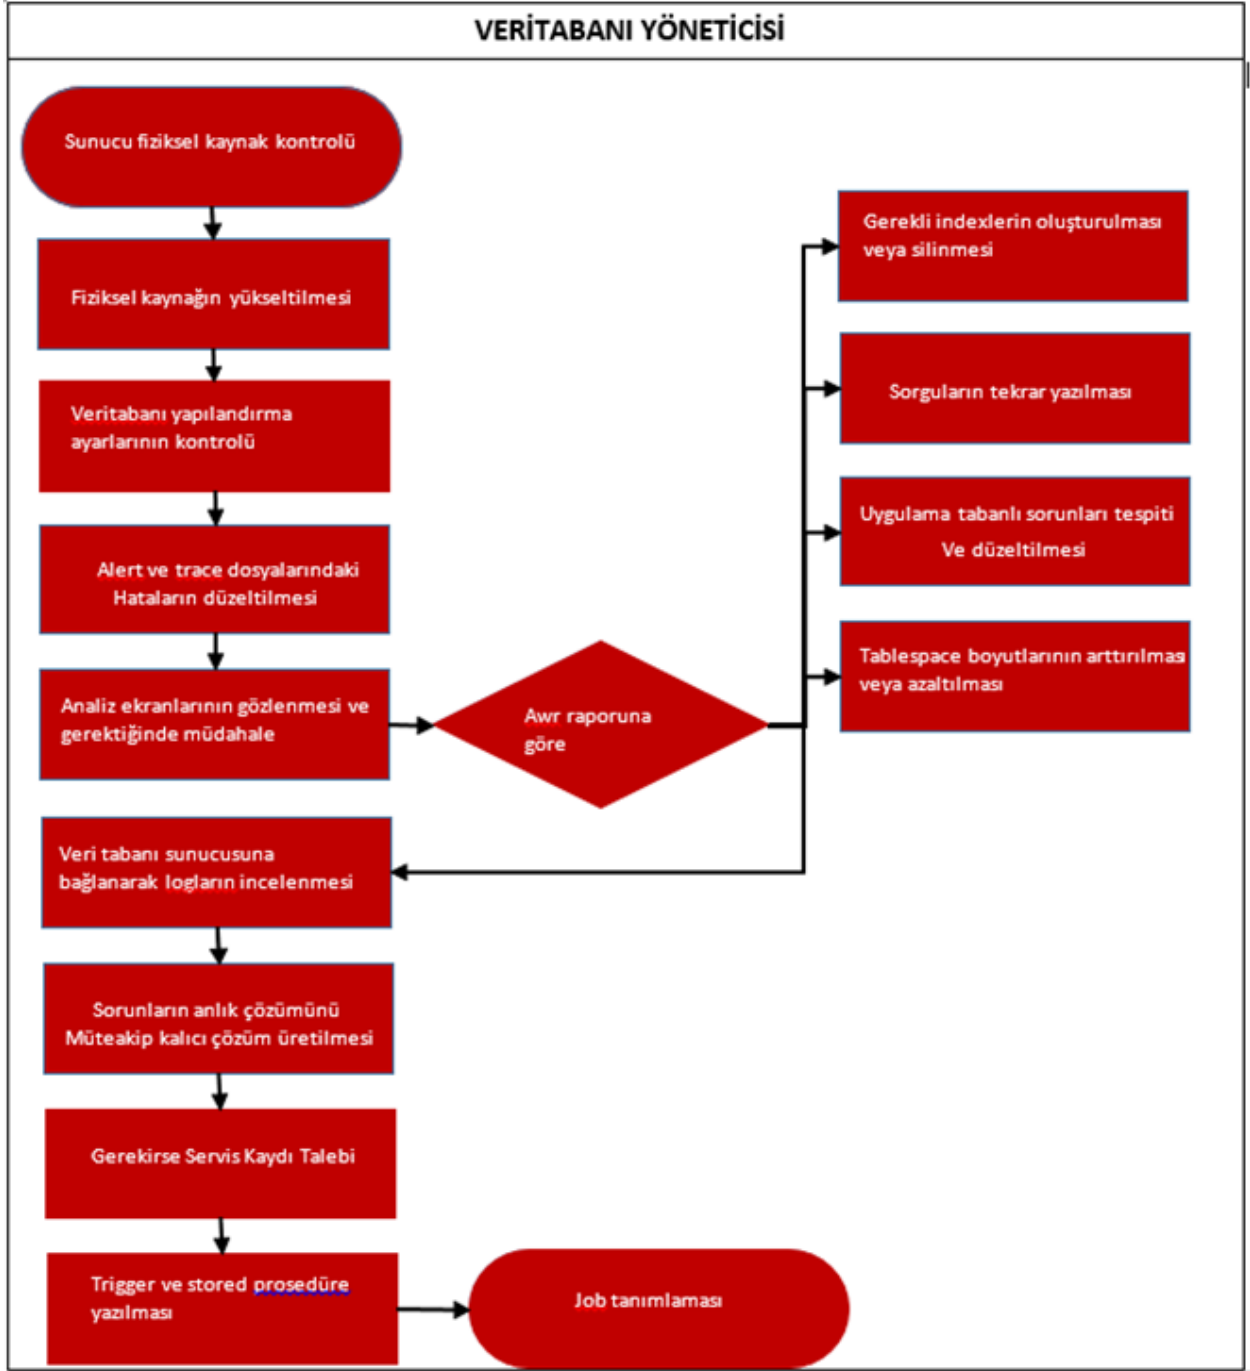 VERİTABANI YÖNETİCİSİ
Sunucu fiziksel kaynak kontrolü
Fiziksel kaynağın yükseltilmesi
Veritabanı yapılandırma
ayarlarının kontrolü
Alert ve trace dosyalarındaki
Hataların düzeltilmesi
Analiz ekranlarının gözlenmesi ve
gerektiğinde müdahale
Awr raporuna
göre
Gerekli indexlerin oluşturulması
veya silinmesi
Sorguların tekrar yazılması
Uygulama tabanlı sorunları tespiti
Ve düzeltilmesi
Tablespace boyutlarının arttırılması
veya azaltılması
Veri tabanı sunucusuna
bağlanarak logların incelenmesi
Sorunların anlık çözümünü
Müteakip kalıcı çözüm üretilmesi
Gerekirse Servis Kaydı Talebi
Trigger ve stored prosedüre
yazılması
Job tanımlaması